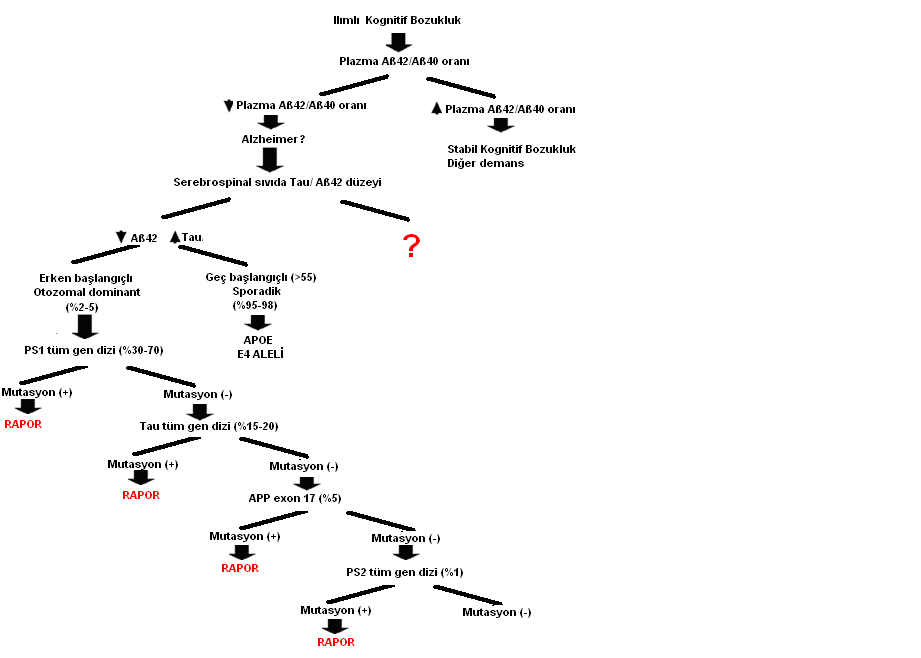 Ilımlı Kognitif Bozukluk
Plazma Aß42/Aß40 oranı
Plazma Aß42/Aß40 oranı
Plazma Aß42/Aß40 oranı
Alzheimer?
Stabil Kognitif Bozukluk
Diğer demans
Serebrospinal sıvıda Tau/ Aß42 düzeyi
Aß42
Tau
?
Erken başlangıçlı
Otozomal dominant
(%2-5)
Geç başlangıçlı (>55)
Sporadik
(%95-98)
APOE
E4 ALELİ
PS1 tüm gen dizi (%30-70)
Mutasyon (+)
Mutasyon (-)
RAPOR
Tau tüm gen dizi (%15-20)
Mutasyon (+)
Mutasyon (-)
RAPOR
APP exon 17 (%5)
Mutasyon (+)
Mutasyon (-)
RAPOR
PS2 tüm gen dizi (%1)
Mutasyon (+)
Mutasyon (-)
RAPOR